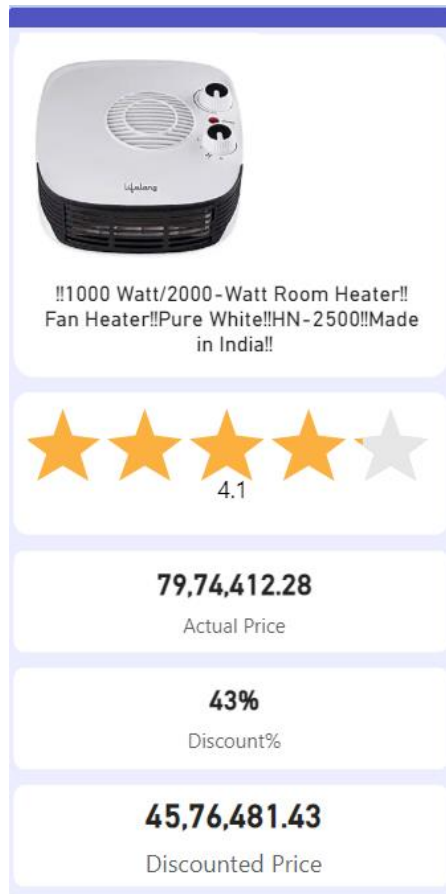 Lifelong
!!1000 Watt/2000-Watt Room Heater!!
Fan Heater!!Pure White!!HN-2500!!Made
in India!!
4.1
79,74,412.28
Actual Price
43%
Discount%
45,76,481.43
Discounted Price